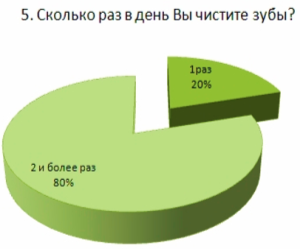 5. Сколько раз в день Вы чистите зубы?
1раз
20%
2 и более раз
80%